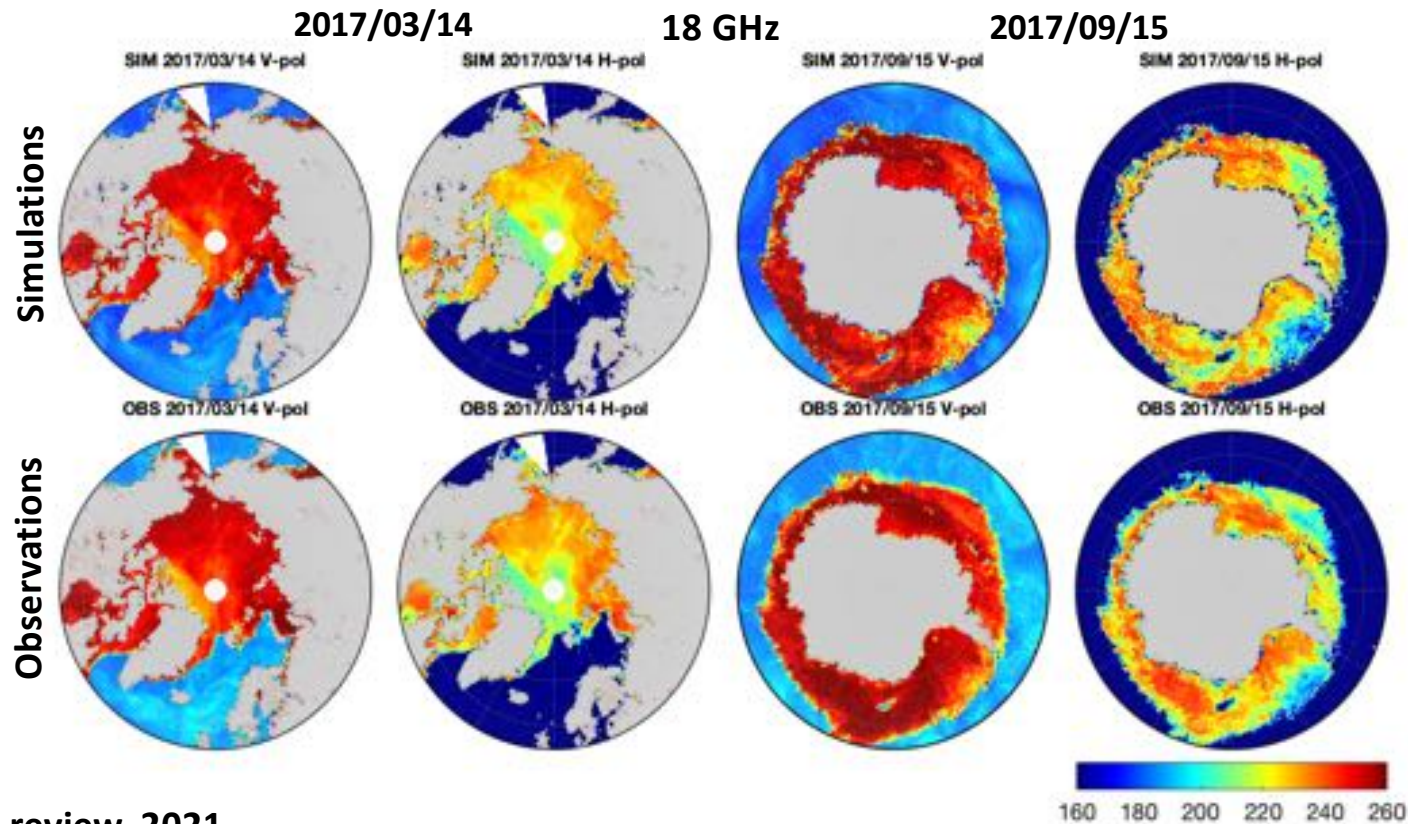 2017/03/14 18 GHz 2017/09/15
SIM 2017/03/14 V-pol SIM 2017/03/14 H-pol SIM 2017/09/15 V-pol SIM 2017/09/15 H-pol
Simulations
OBS 2017/03/14 V-pol OBS 2017/03/14 H-pol OBS 2017/09/15 V-pol OBS 2017/09/15 H-pol
Observations
160 180 200 220 240 260
review, 2021